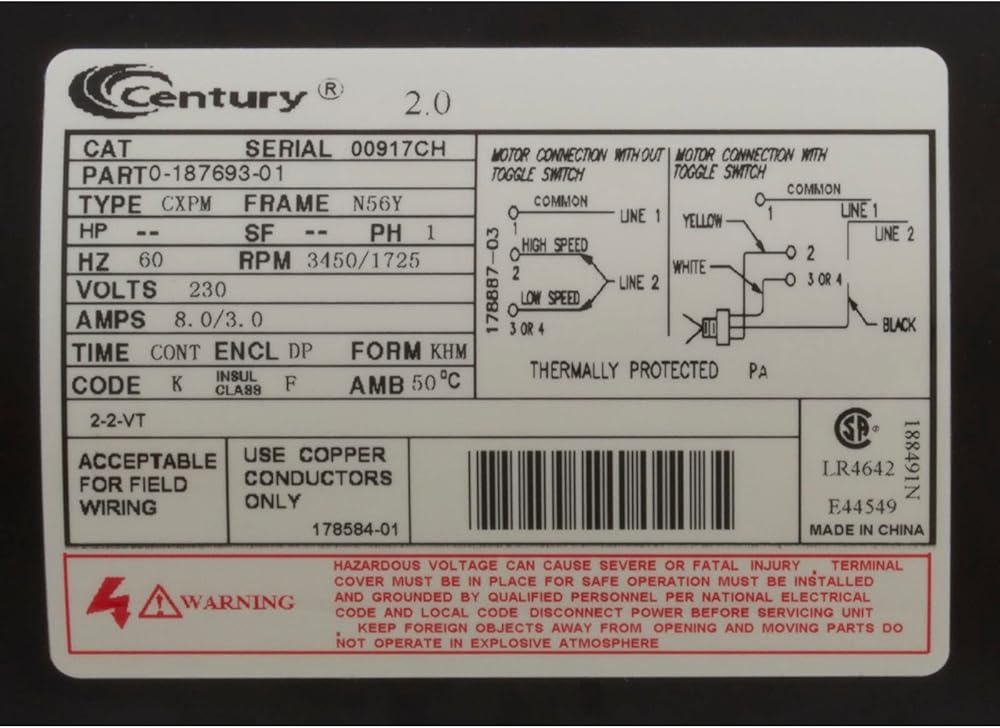 Century ® 2.0
CAT SERIAL 00917CH
PART0-187693-01
TYPE CXPM FRAME N56Y
HP -- SF -- PH 1
HZ 60 RPM 3450/1725
VOLTS 230
AMPS 8.0/3.0
TIME CONT ENCL DP FORM KHM
CODE K INSUL CLASS F AMB 50°C
MOTOR CONNECTION WITHOUT
TOGGLE SWITCH
COMMON
1
LINE 1
HIGH SPEED
2
LINE 2
LOW SPEED
3 OR 4
178887-03
MOTOR CONNECTION WITH
TOGGLE SWITCH
COMMON
1
LINE 1
YELLOW
LINE 2
2
WHITE
3 OR 4
BLACK
THERMALLY PROTECTED PA
2-2-VT
ACCEPTABLE
FOR FIELD
WIRING
USE COPPER
CONDUCTORS
ONLY
178584-01
SA ®
LR4642
E44549
MADE IN CHINA
188491N
WARNING
HAZARDOUS VOLTAGE CAN CAUSE SEVERE OR FATAL INJURY . TERMINAL
COVER MUST BE IN PLACE FOR SAFE OPERATION MUST BE INSTALLED
AND GROUNDED BY QUALIFIED PERSONNEL PER NATIONAL ELECTRICAL
CODE AND LOCAL CODE DISCONNECT POWER BEFORE SERVICING UNIT
. KEEP FOREIGN OBJECTS AWAY FROM OPENING AND MOVING PARTS DO
NOT OPERATE IN EXPLOSIVE ATMOSPHERE